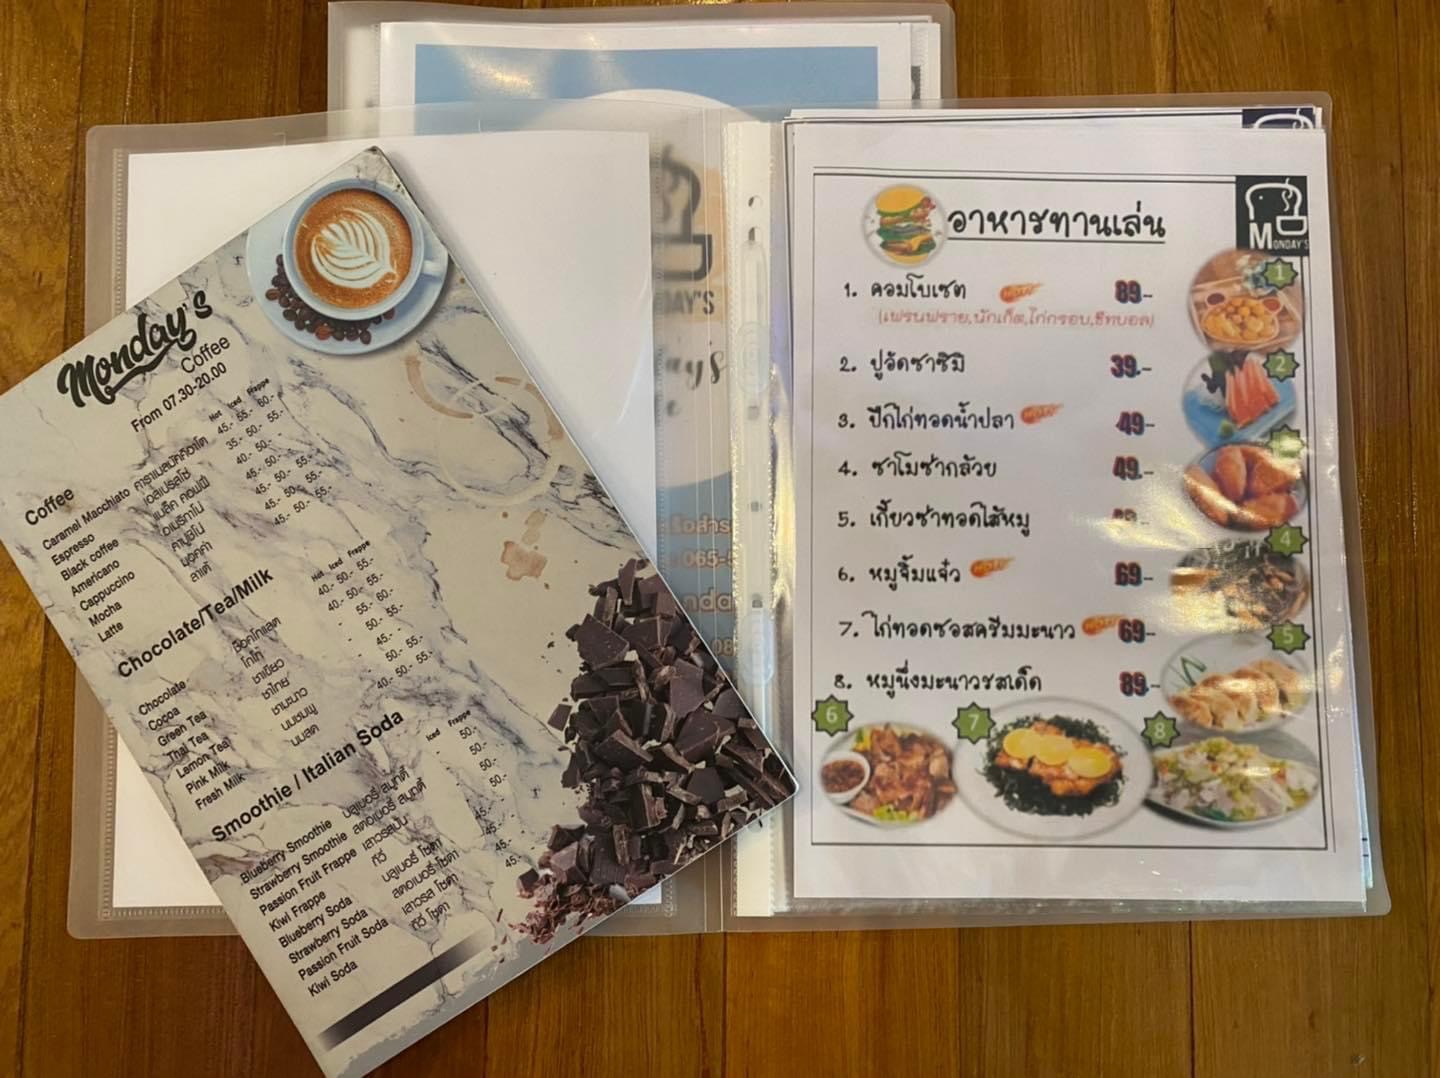 Monday's
Coffee
From 07.30-20.00
Coffee
Hot Iced Frappe
Caramel Macchiato คาราเมลมัคคิอาโต 45.- 55.- 60.-
Espresso เอสเปรสโซ่ 35.- 50.- 55.-
Black coffee แบล็ค คอฟฟี่ 40.- 50.-
Americano อเมริกาโน่ 45.- 50.- 55.-
Cappuccino คาปูชิโน่ 45.- 50.- 55.-
Mocha มอคค่า 45.- 50.- 55.-
Latte ลาเต้ 45.- 50.- 55.-
Chocolate/Tea/Milk
Hot Iced Frappe
Chocolate ช็อคโกแลต 40.- 50.- 55.-
Cocoa โกโก้ 40.- 50.- 55.-
Green Tea ชาเขียว - 55.- 60.-
Thai Tea ชาไทย - 50.- 55.-
Lemon Tea ชามะนาว - 45.- -
Pink Milk นมชมพู 40.- 50.- 55.-
Fresh Milk นมสด 40.- 50.- 55.-
Smoothie / Italian Soda
Iced Frappe
Blueberry Smoothie บลูเบอรี่ สมูทตี้ - 50.-
Strawberry Smoothie สตอเบอรี่ สมูทตี้ - 50.-
Passion Fruit Frappe เสาวรสปั่น - 50.-
Kiwi Frappe กีวี่ - 50.-
Blueberry Soda บลูเบอรี่ โซดา 45.-
Strawberry Soda สตอเบอรี่ โซดา 45.-
Passion Fruit Soda เสาวรส โซดา 45.-
Kiwi Soda กีวี่ โซดา 45.-
อาหารทานเล่น
MONDAY'S
1. คอมโบเซต 89.-
(เฟรนฟราย,นักเก็ต,ไก่กรอบ,ชีทบอล)
2. ปูอัดซาซิมิ 39.-
3. ปีกไก่ทอดน้ำปลา 49.-
4. ซาโมซ่ากล้วย 49.-
5. เกี๊ยวซ่าทอดไส้หมู
6. หมูจิ้มแจ่ว 69.-
7. ไก่ทอดซอสครีมมะนาว 69.-
8. หมูนึ่งมะนาวรสเด็ด 89.-
1
2
4
5
6
7
8